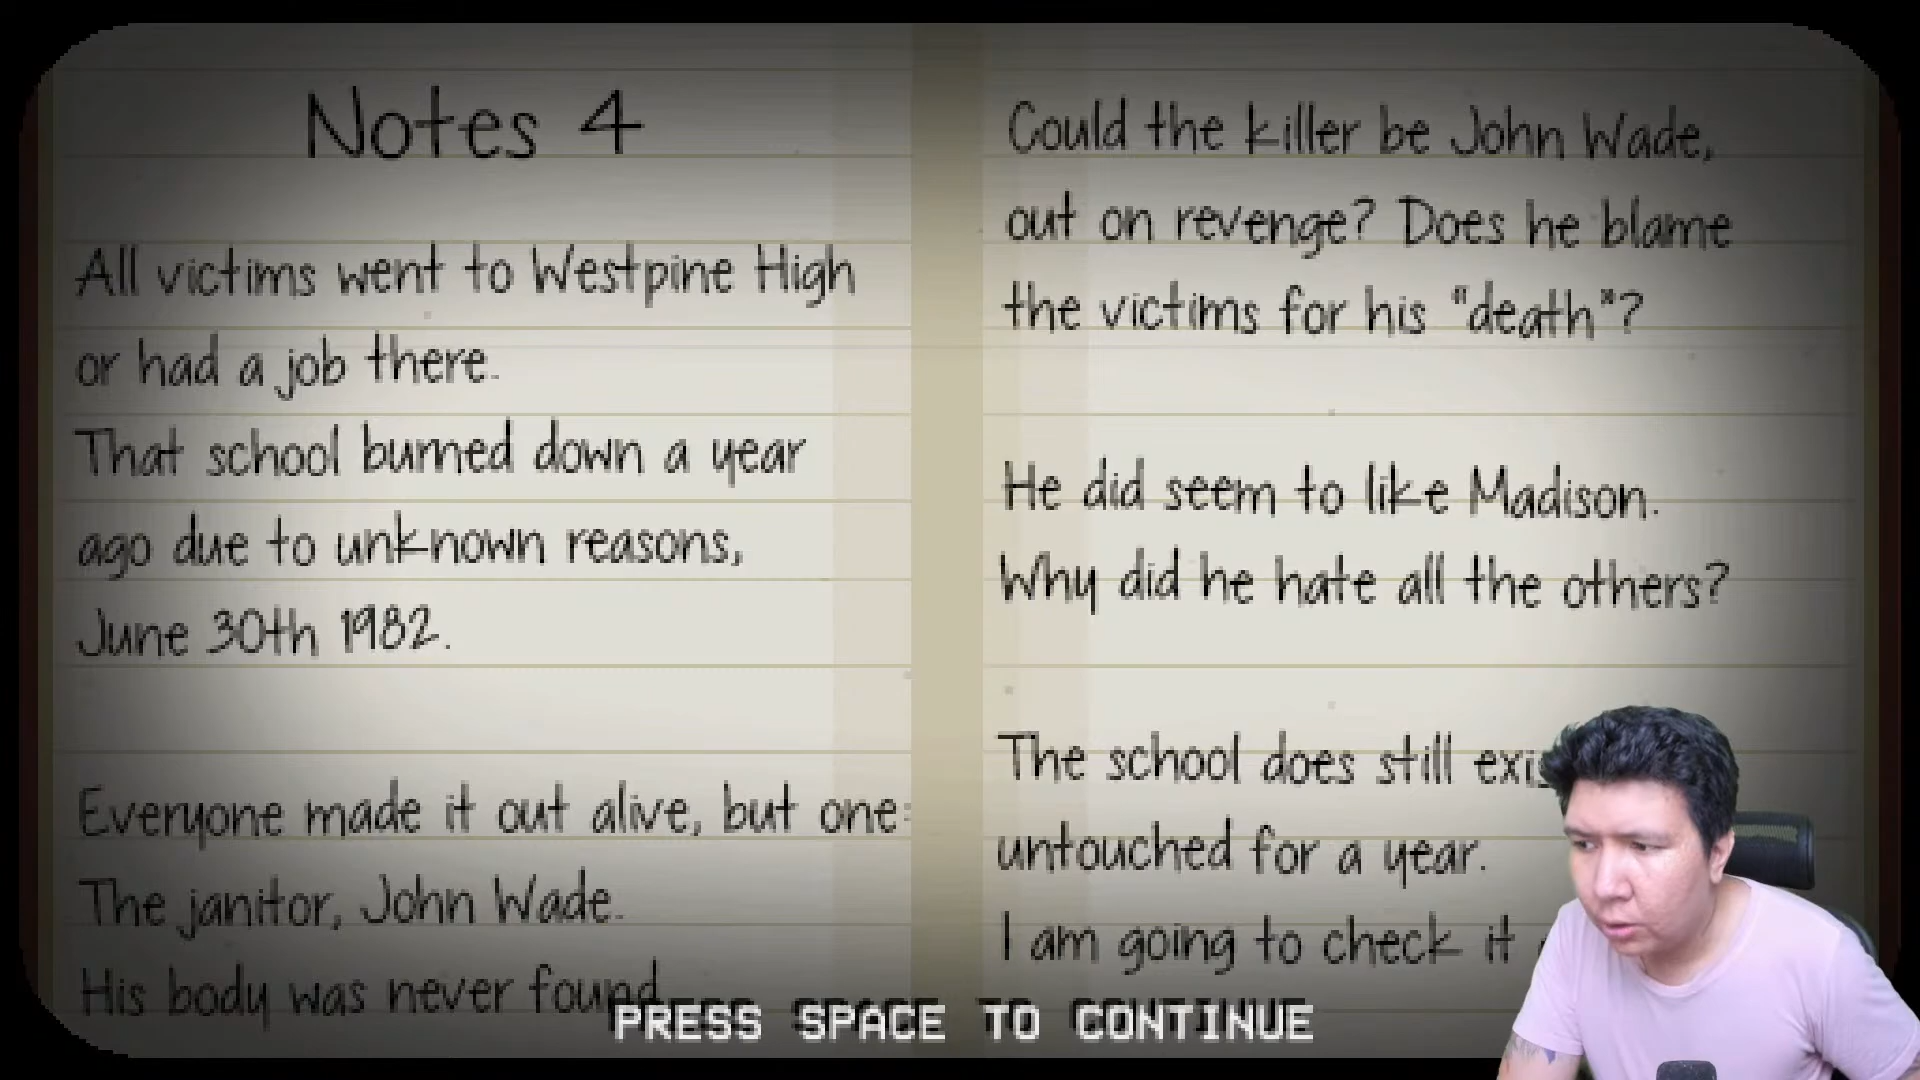 Notes 4
All victims went to Westpine High
or had a job there.
That school burned down a year
ago due to unknown reasons,
June 30th 1982.
Everyone made it out alive, but one:
The janitor, John Wade.
His body was never found
Could the killer be John Wade,
out on revenge? Does he blame
the victims for his "death"?
He did seem to like Madison.
Why did he hate all the others?
The school does still
untouched for a year.
I am going to check it
PRESS SPACE TO CONTINUE